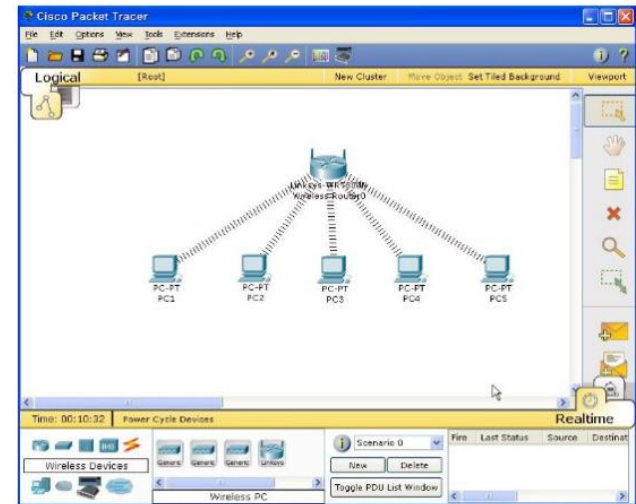 Cisco Packet Tracer
File Edit Options View Tools Extensions Help
Logical [Root] New Cluster Move Object Set Tiled Background Viewport
Linksys-WRT300N
Wireless Router0
PC-PT PC-PT PC-PT PC-PT PC-PT
PC1 PC2 PC3 PC4 PC5
Time: 00:10:32 Power Cycle Devices Realtime
Scenario 0
Fire Last Status Source Destinat
Generic Generic Generic Linksys
Wireless Devices
New Delete
Toggle PDU List Window
Wireless PC